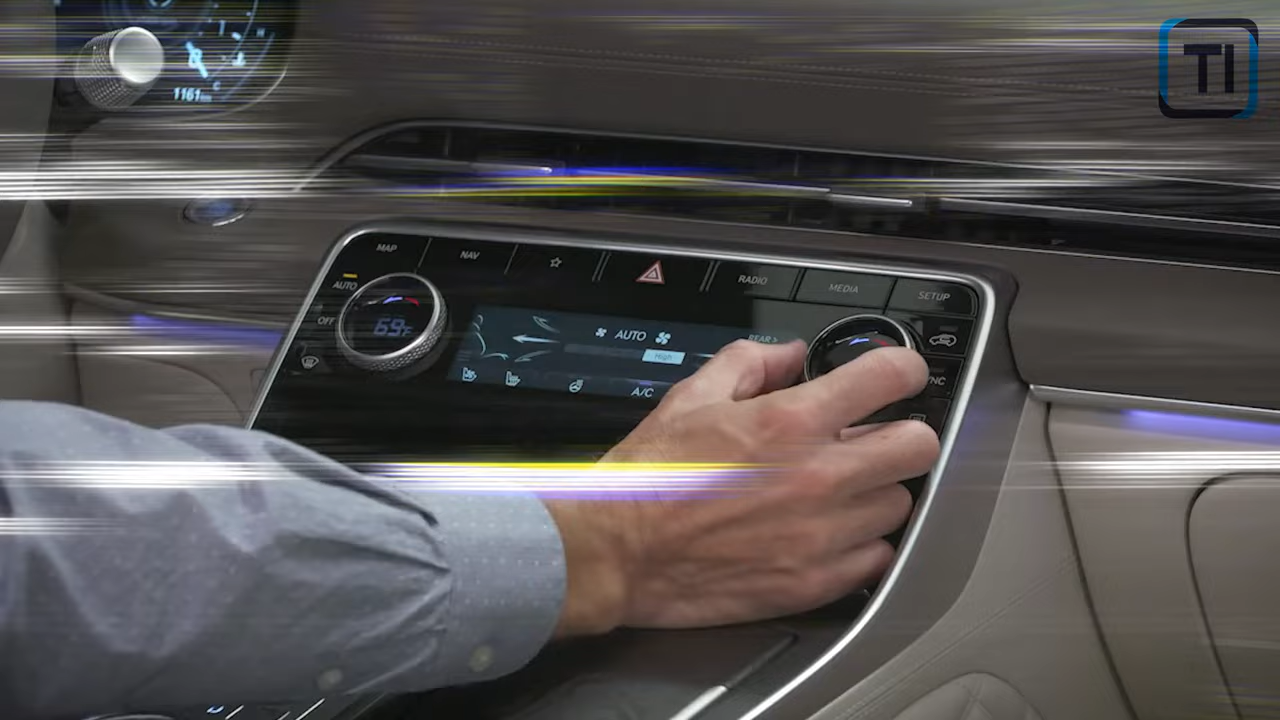 TI
1161
MAP
NAV
RADIO
MEDIA
SETUP
AUTO
OFF
69°F
AUTO
REAR >
High
A/C